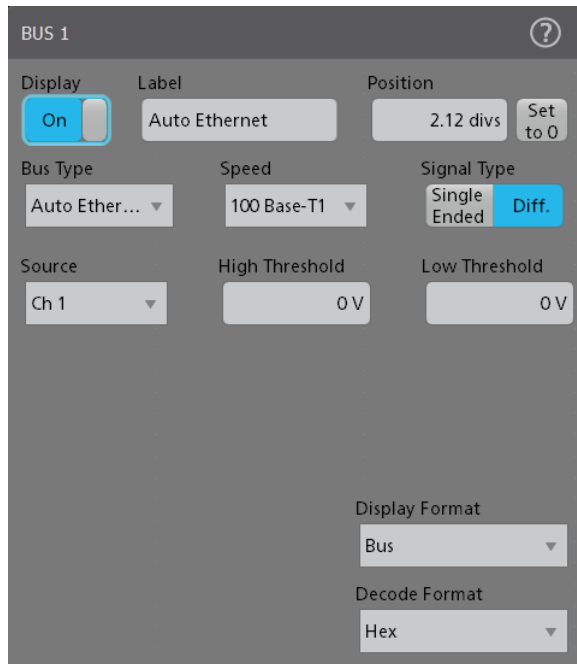 BUS 1
?
Display Label Position
On Auto Ethernet 2.12 divs Set to 0
Bus Type Speed Signal Type
Auto Ether... 100 Base-T1 Single Ended Diff.
Source High Threshold Low Threshold
Ch 1 0 V 0 V
Display Format
Bus
Decode Format
Hex